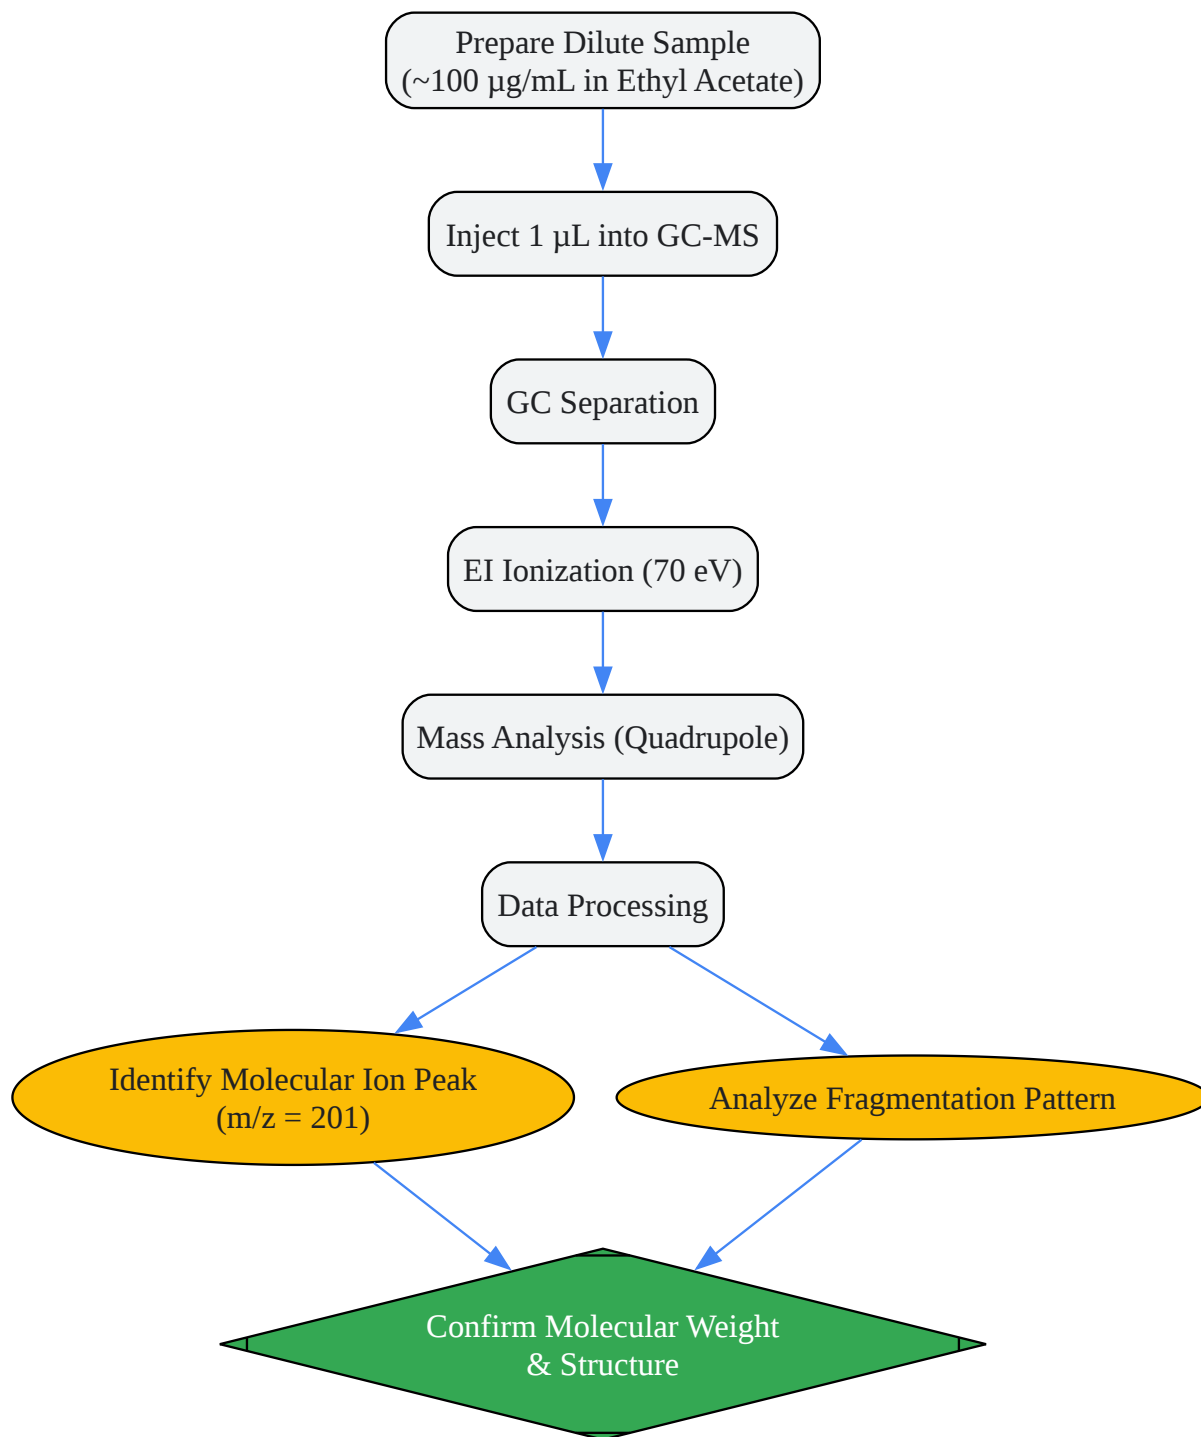 Prepare Dilute Sample
(~100 µg/mL in Ethyl Acetate)
Inject 1 µL into GC-MS
GC Separation
EI Ionization (70 eV)
Mass Analysis (Quadrupole)
Data Processing
Identify Molecular Ion Peak
(m/z = 201)
Analyze Fragmentation Pattern
Confirm Molecular Weight
& Structure